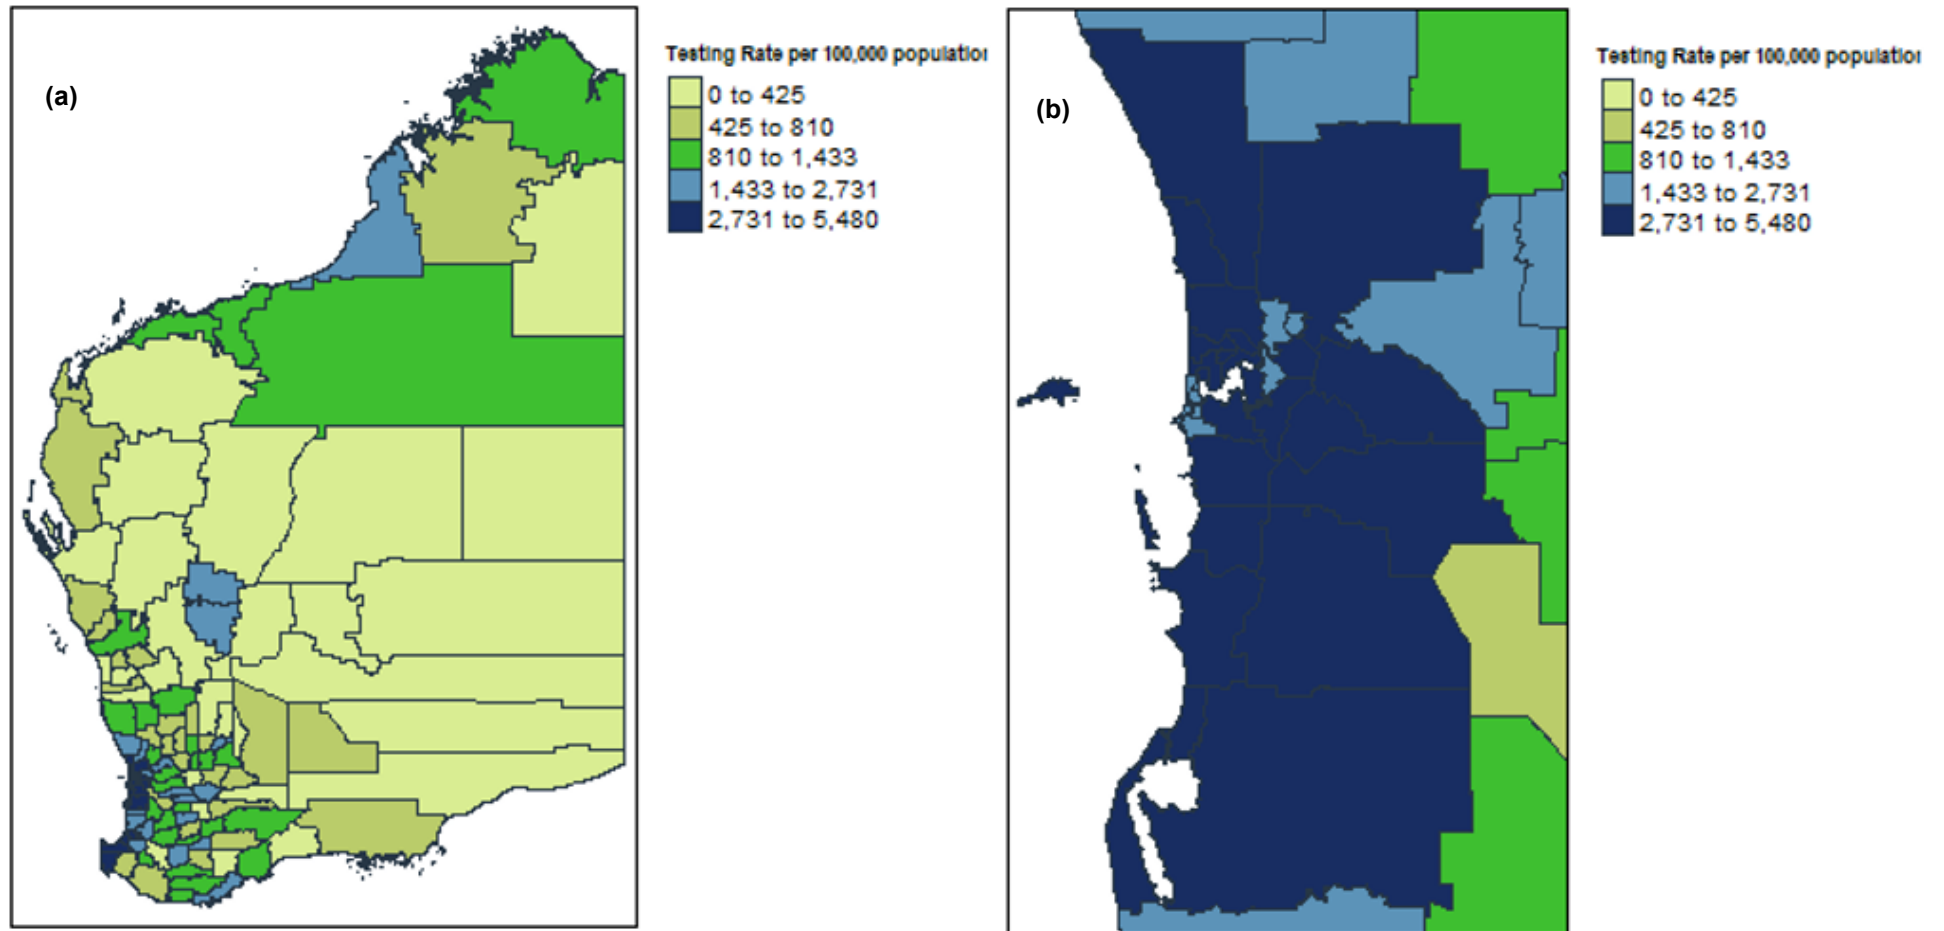 (a)
Testing Rate per 100,000 population
0 to 425
425 to 810
810 to 1,433
1,433 to 2,731
2,731 to 5,480
(b)
Testing Rate per 100,000 population
0 to 425
425 to 810
810 to 1,433
1,433 to 2,731
2,731 to 5,480